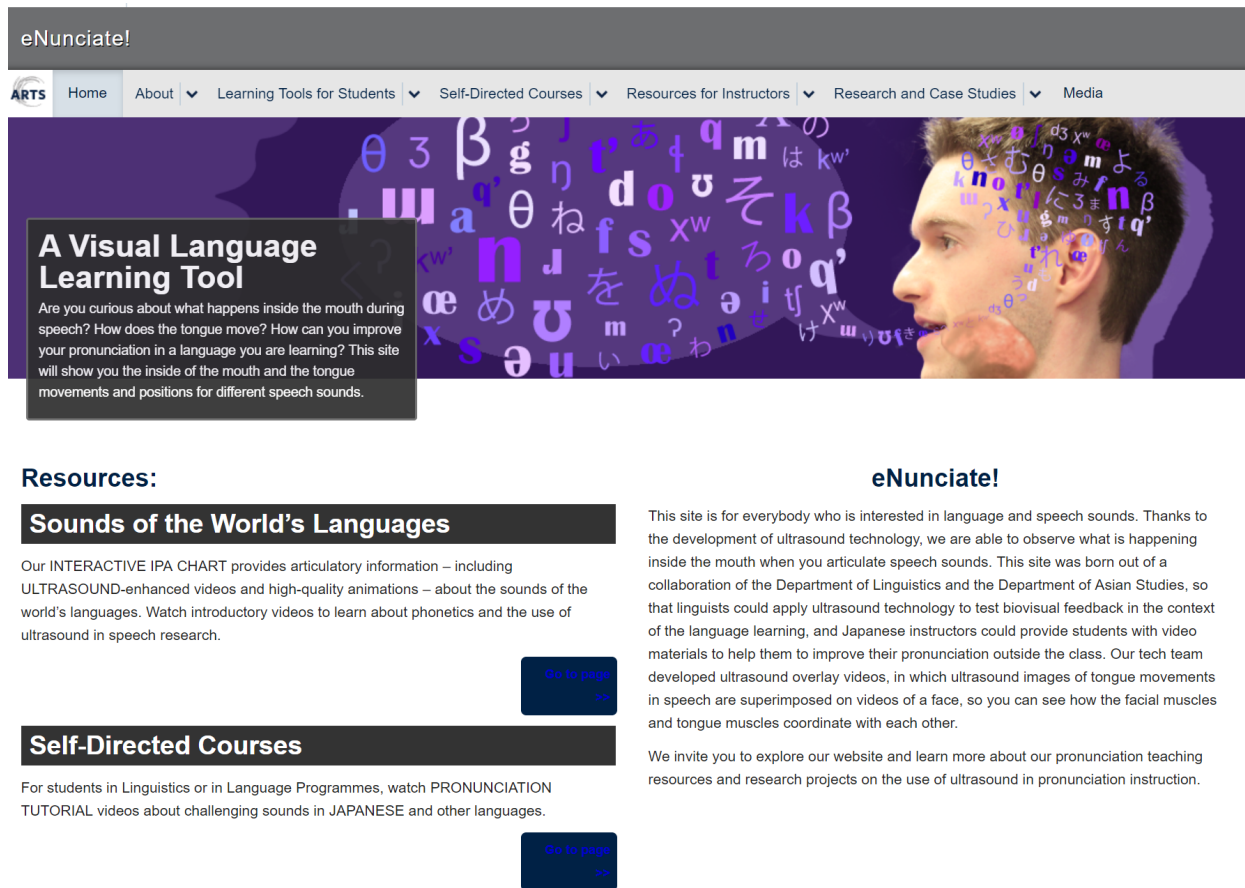 eNunciate!
ARTS
Home
About
Learning Tools for Students
Self-Directed Courses
Resources for Instructors
Research and Case Studies
Media
A Visual Language
Learning Tool
Are you curious about what happens inside the mouth during
speech? How does the tongue move? How can you improve
your pronunciation in a language you are learning? This site
will show you the inside of the mouth and the tongue
movements and positions for different speech sounds.
Resources:
Sounds of the World’s Languages
Our INTERACTIVE IPA CHART provides articulatory information – including
ULTRASOUND-enhanced videos and high-quality animations – about the sounds of the
world’s languages. Watch introductory videos to learn about phonetics and the use of
ultrasound in speech research.
Go to page
>>
Self-Directed Courses
For students in Linguistics or in Language Programmes, watch PRONUNCIATION
TUTORIAL videos about challenging sounds in JAPANESE and other languages.
Go to page
>>
eNunciate!
This site is for everybody who is interested in language and speech sounds. Thanks to
the development of ultrasound technology, we are able to observe what is happening
inside the mouth when you articulate speech sounds. This site was born out of a
collaboration of the Department of Linguistics and the Department of Asian Studies, so
that linguists could apply ultrasound technology to test biovisual feedback in the context
of the language learning, and Japanese instructors could provide students with video
materials to help them to improve their pronunciation outside the class. Our tech team
developed ultrasound overlay videos, in which ultrasound images of tongue movements
in speech are superimposed on videos of a face, so you can see how the facial muscles
and tongue muscles coordinate with each other.
We invite you to explore our website and learn more about our pronunciation teaching
resources and research projects on the use of ultrasound in pronunciation instruction.